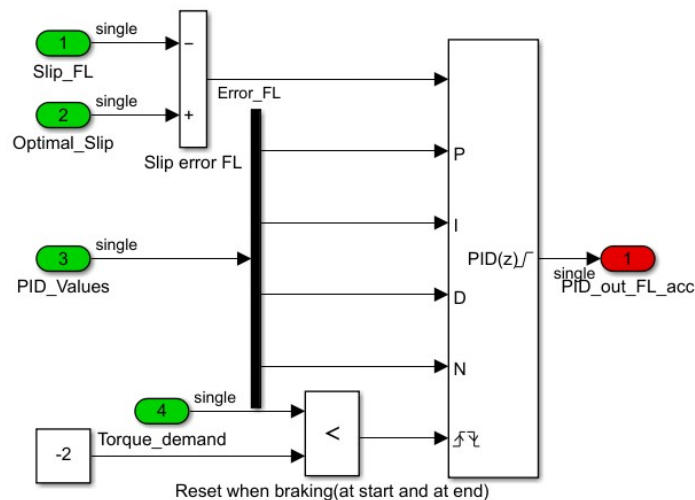 single
1
Slip_FL
−
single
2
Optimal_Slip
+
Slip error FL
Error_FL
single
3
PID_Values
P
I
D
N
PID(z)
single
1
PID_out_FL_acc
single
4
Torque_demand
-2
<
Reset when braking(at start and at end)